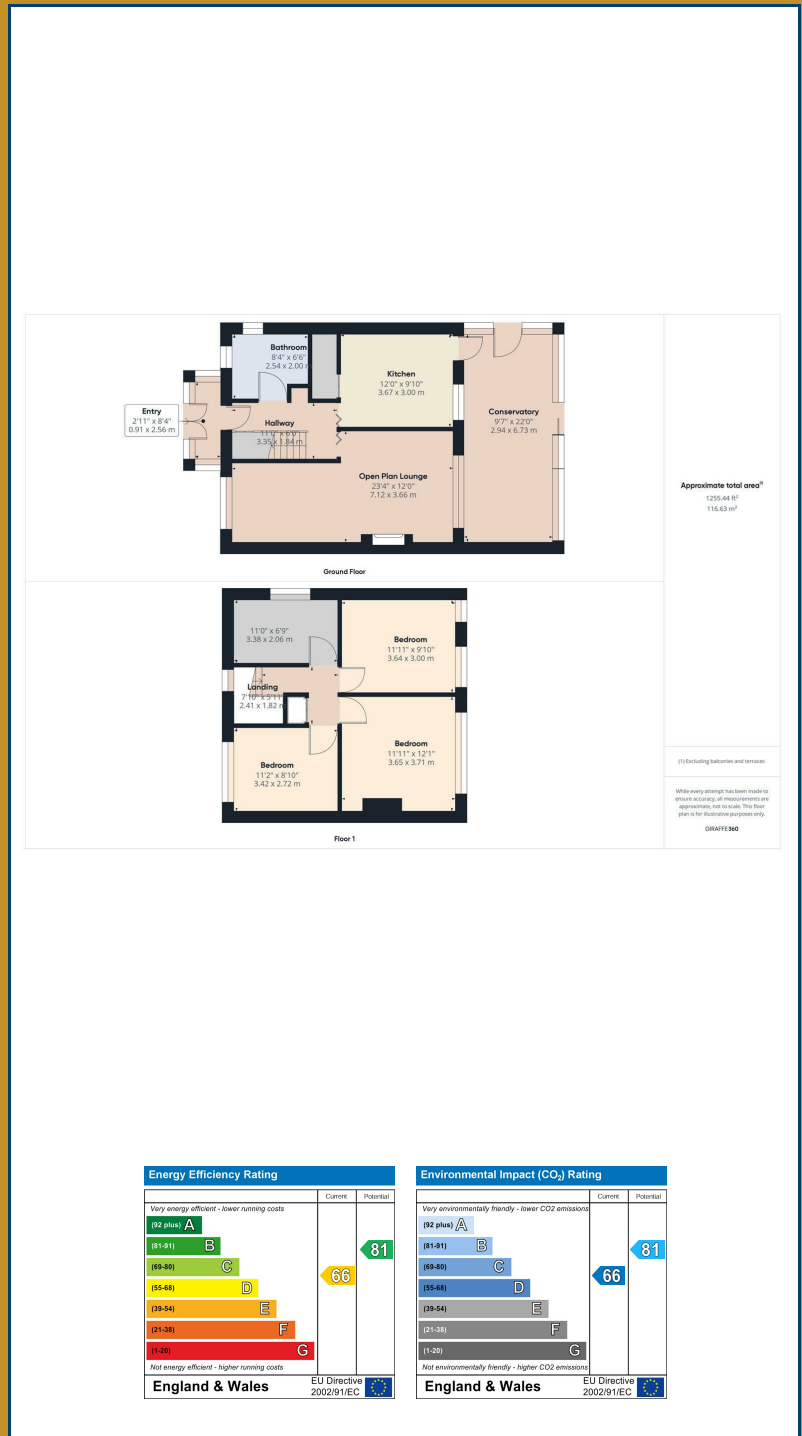 Bathroom
8'4" x 6'6"
2.54 x 2.00 m
Kitchen
12'0" x 9'10"
3.67 x 3.00 m
Entry
2'11" x 8'4"
0.91 x 2.56 m
Hallway
11'0" x 6'0"
3.35 x 1.84 m
Conservatory
9'7" x 22'0"
2.94 x 6.73 m
Open Plan Lounge
23'4" x 12'0"
7.12 x 3.66 m
Ground Floor
Approximate total area⁽¹⁾
1255.44 ft²
116.63 m²
11'0" x 6'9"
3.38 x 2.06 m
Bedroom
11'11" x 9'10"
3.64 x 3.00 m
Landing
7'10" x 5'11"
2.41 x 1.82 m
Bedroom
11'11" x 12'1"
3.65 x 3.71 m
Bedroom
11'2" x 8'10"
3.42 x 2.72 m
Floor 1
(1) Excluding balconies and terraces
While every attempt has been made to
ensure accuracy, all measurements are
approximate, not to scale. This floor
plan is for illustrative purposes only.
GIRAFFE360
Energy Efficiency Rating
Current Potential
Very energy efficient - lower running costs
(92 plus) A
(81-91) B
(69-80) C
(55-68) D
(39-54) E
(21-38) F
(1-20) G
66
81
Not energy efficient - higher running costs
England & Wales
EU Directive
2002/91/EC
Environmental Impact (CO₂) Rating
Current Potential
Very environmentally friendly - lower CO2 emissions
(92 plus) A
(81-91) B
(69-80) C
(55-68) D
(39-54) E
(21-38) F
(1-20) G
66
81
Not environmentally friendly - higher CO2 emissions
England & Wales
EU Directive
2002/91/EC